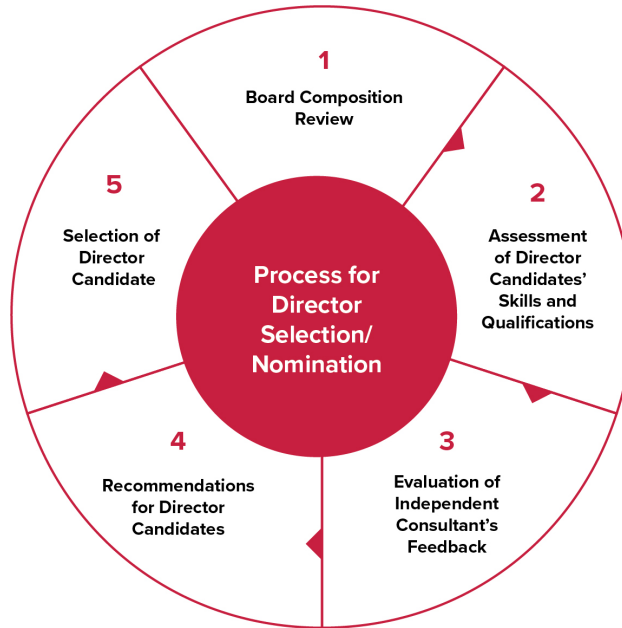 1
Board Composition
Review
2
Assessment
of Director
Candidates’
Skills and
Qualifications
3
Evaluation of
Independent
Consultant’s
Feedback
4
Recommendations
for Director
Candidates
5
Selection of
Director
Candidate
Process for
Director
Selection/
Nomination